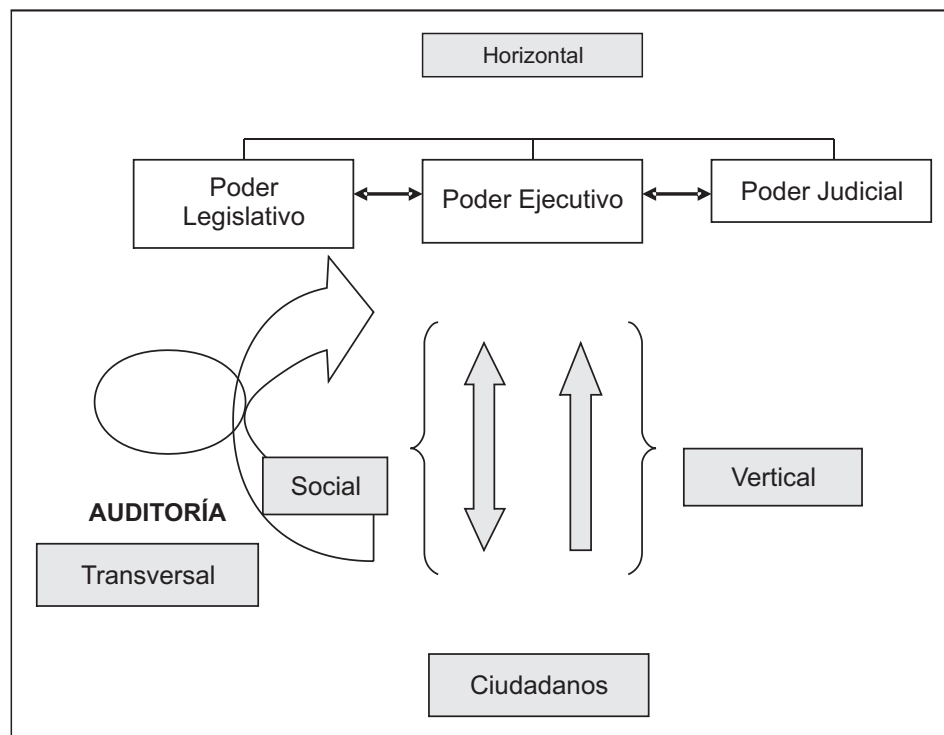 Horizontal
Poder
Legislativo
Poder Ejecutivo
Poder Judicial
Social
Vertical
AUDITORÍA
Transversal
Ciudadanos